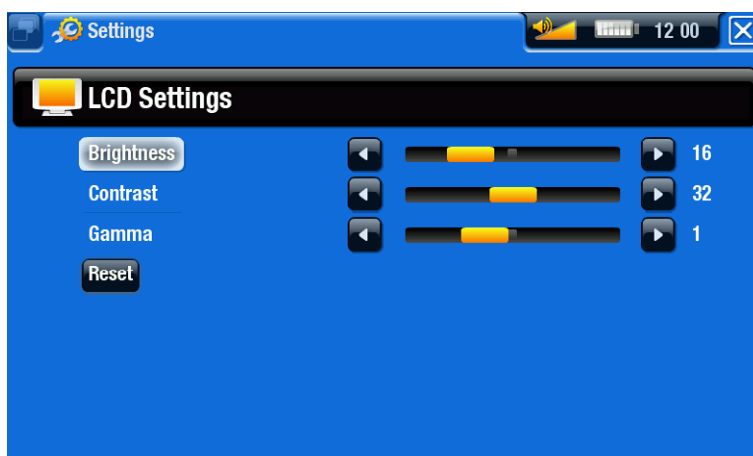 Settings 12 00
LCD Settings
Brightness 16
Contrast 32
Gamma 1
Reset